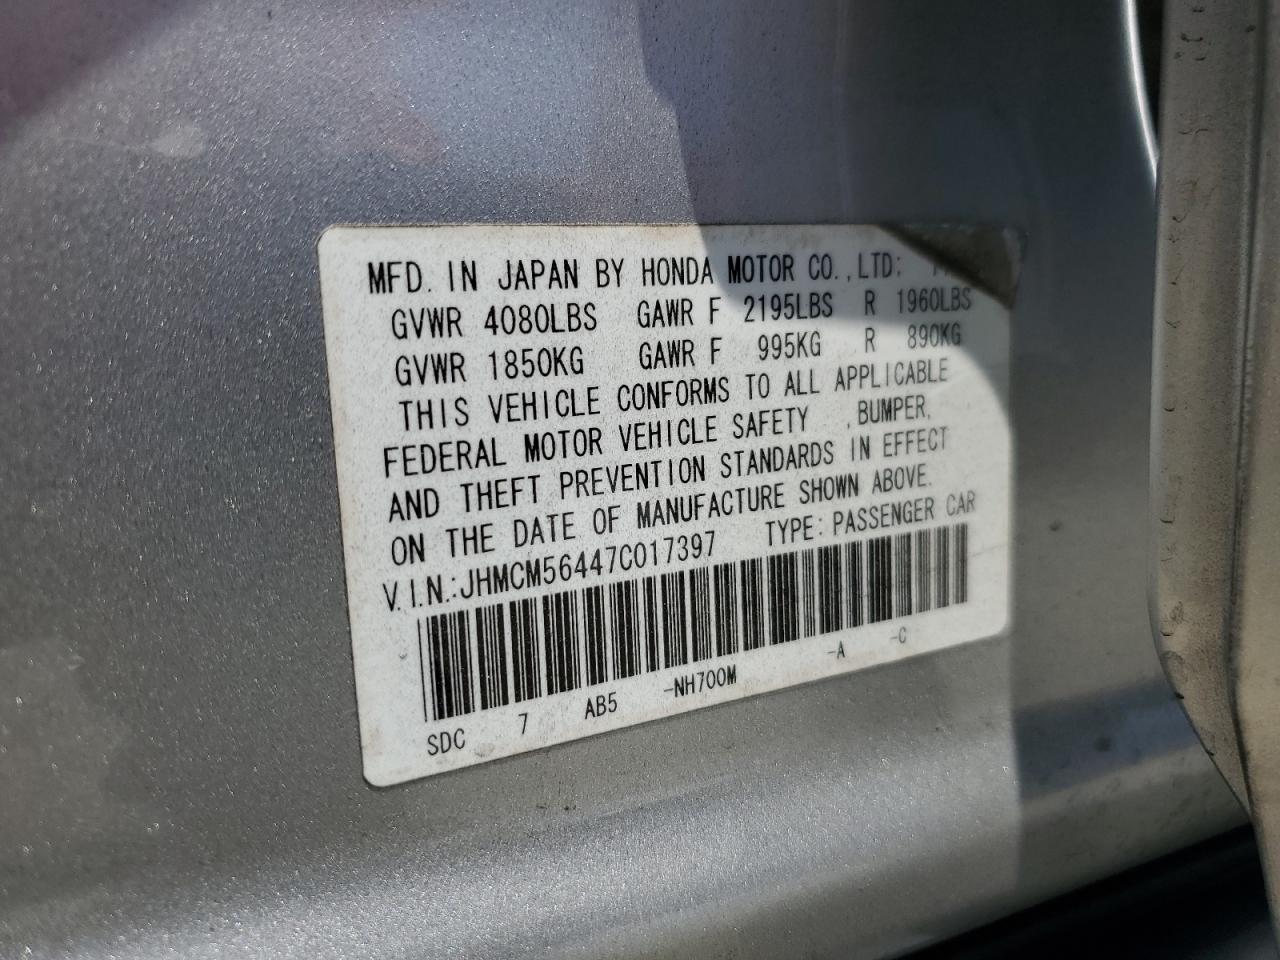 MFD. IN JAPAN BY HONDA MOTOR CO.,LTD:
GVWR 4080LBS GAWR F 2195LBS R 1960LBS
GVWR 1850KG GAWR F 995KG R 890KG
THIS VEHICLE CONFORMS TO ALL APPLICABLE
FEDERAL MOTOR VEHICLE SAFETY ,BUMPER,
AND THEFT PREVENTION STANDARDS IN EFFECT
ON THE DATE OF MANUFACTURE SHOWN ABOVE.
V.I.N.:JHMCM56447C017397 TYPE: PASSENGER CAR
SDC 7 AB5 -NH700M -A -C